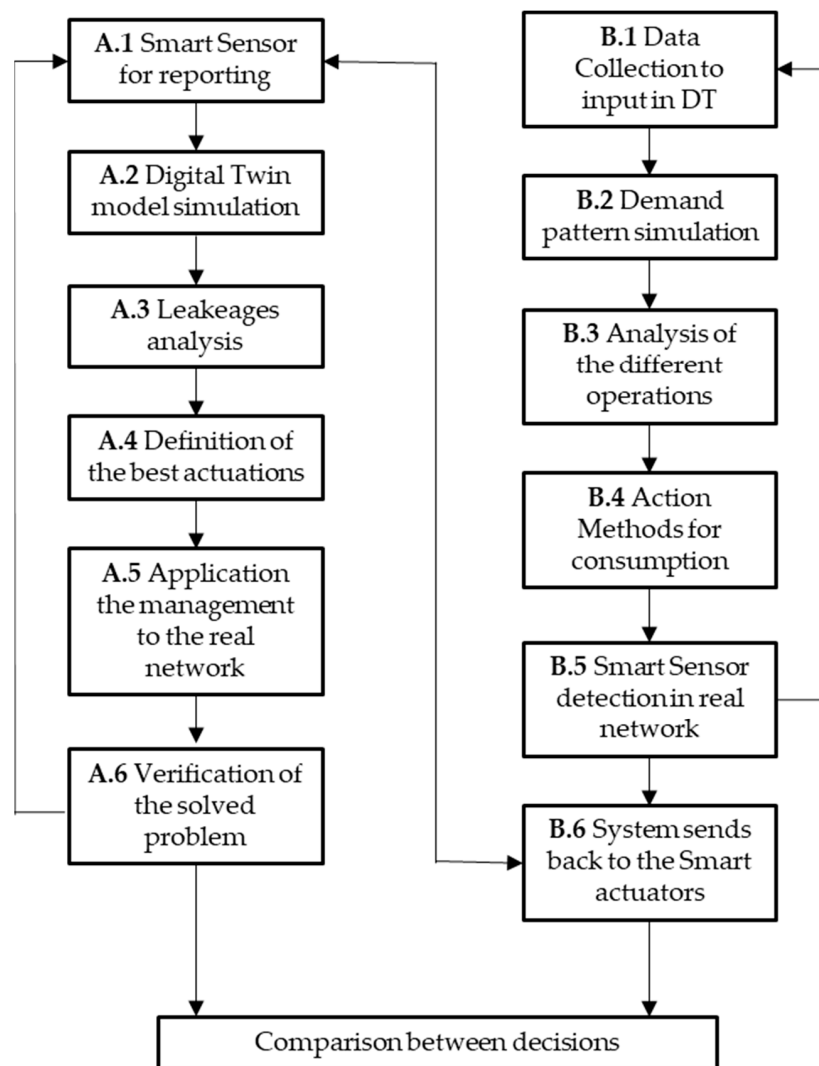 A.1 Smart Sensor
for reporting
A.2 Digital Twin
model simulation
A.3 Leakeages
analysis
A.4 Definition of
the best actuations
A.5 Application
the management
to the real
network
A.6 Verification of
the solved
problem
B.1 Data
Collection to
input in DT
B.2 Demand
pattern simulation
B.3 Analysis of
the different
operations
B.4 Action
Methods for
consumption
B.5 Smart Sensor
detection in real
network
B.6 System sends
back to the Smart
actuators
Comparison between decisions